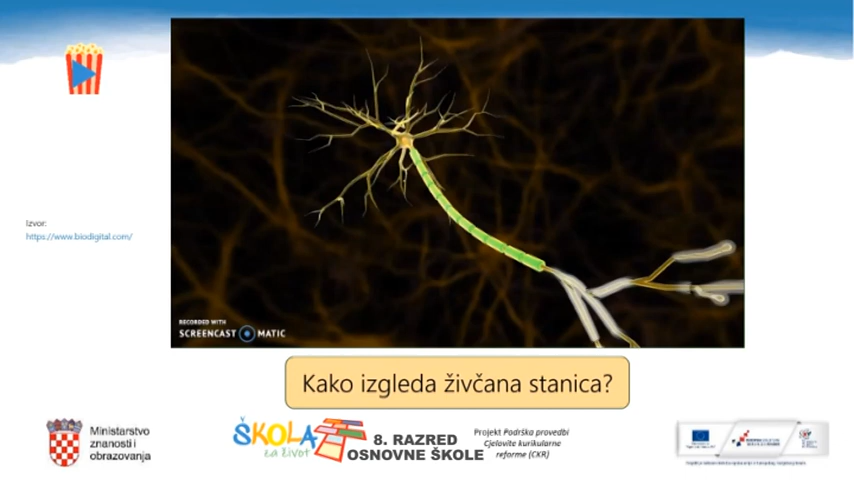 Izvor:
https://www.biodigital.com/
RECORDED WITH
SCREENCAST MATIC
Kako izgleda živčana stanica?
Ministarstvo
znanosti i
obrazovanja
ŠKOLA
za život
8. RAZRED
OSNOVNE ŠKOLE
Projekt Podrška provedbi
Cjelovite kurikularne
reforme (CKR)